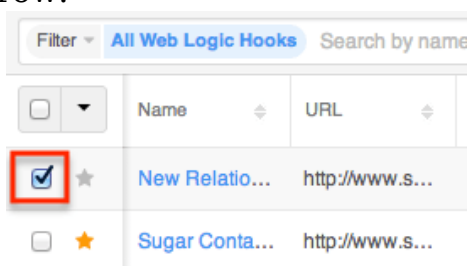 Filter All Web Logic Hooks Search by name
Name URL
New Relatio... http://www.s...
Sugar Conta... http://www.s...